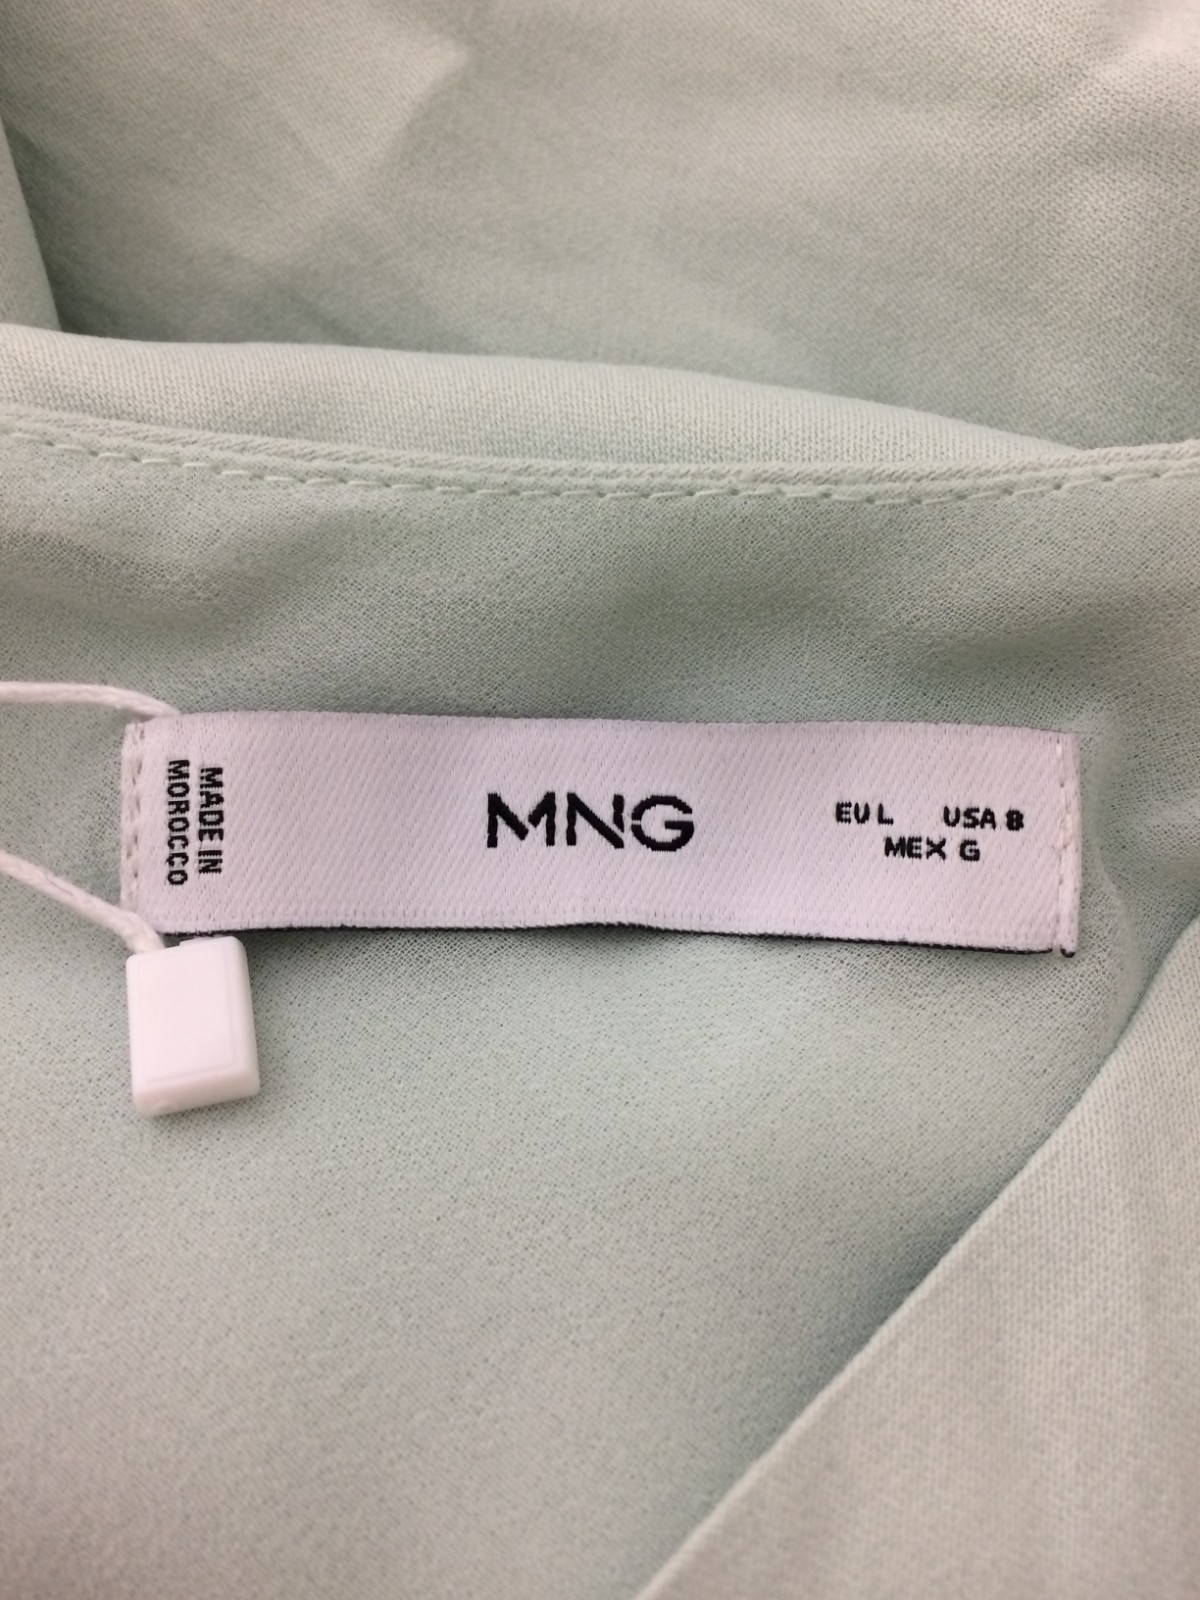 MADE IN
MOROCCO
MNG
EU L USA 8
MEX G